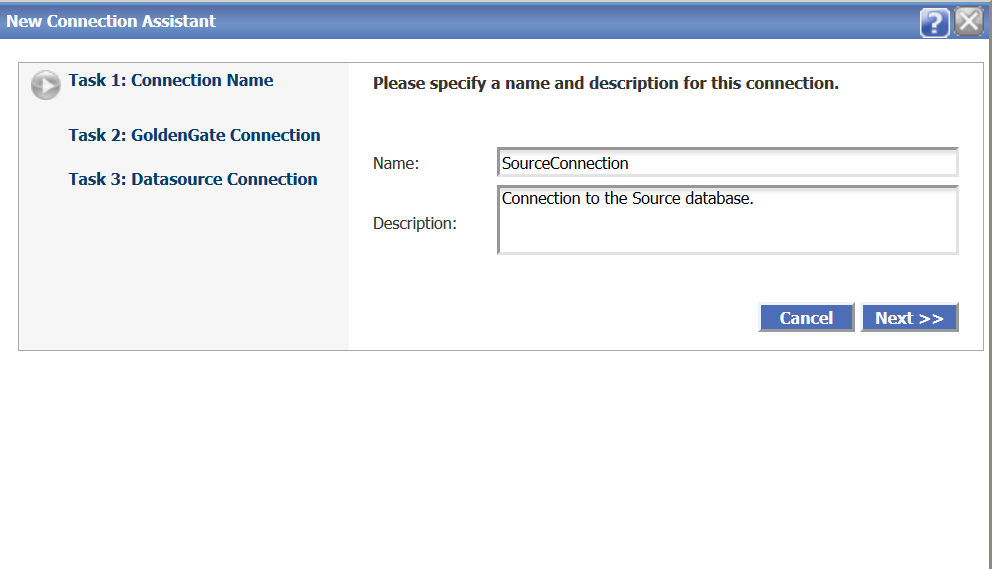 New Connection Assistant
?
Task 1: Connection Name
Task 2: GoldenGate Connection
Task 3: Datasource Connection
Please specify a name and description for this connection.
Name: SourceConnection
Description: Connection to the Source database.
Cancel Next >>